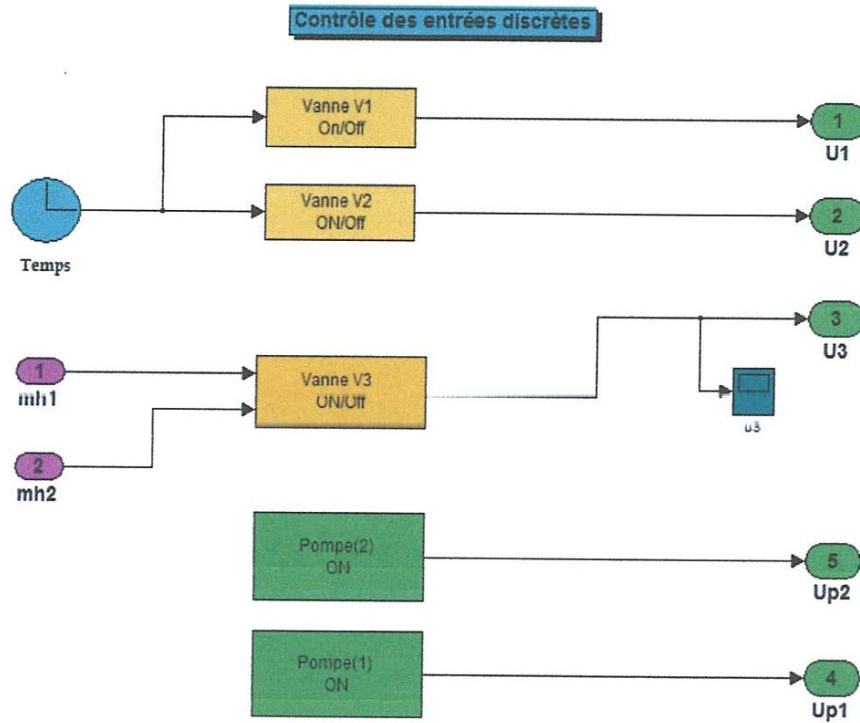 Contrôle des entrées discrètes
Vanne V1
On/Off
1
U1
Vanne V2
ON/Off
2
U2
Temps
3
U3
1
mh1
Vanne V3
ON/Off
u3
2
mh2
Pompe(2)
ON
5
Up2
Pompe(1)
ON
4
Up1